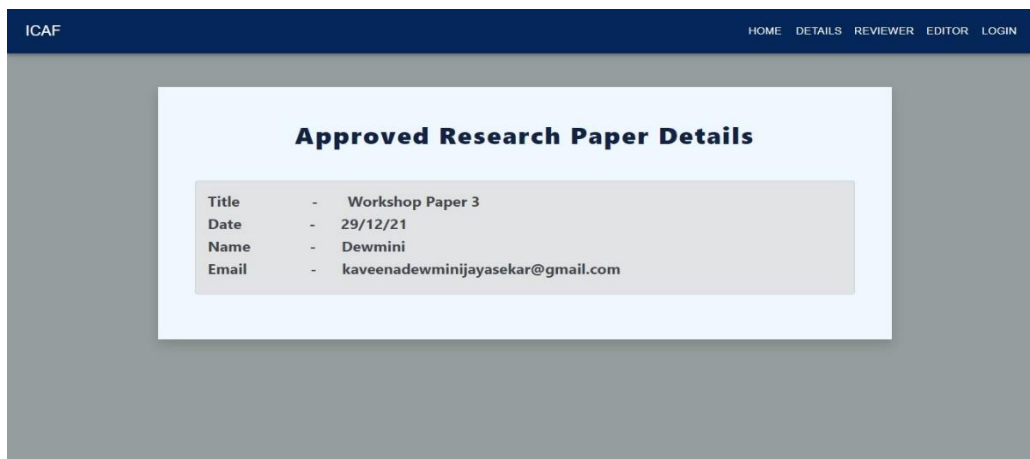 ICAF HOME DETAILS REVIEWER EDITOR LOGIN
Approved Research Paper Details
Title - Workshop Paper 3
Date - 29/12/21
Name - Dewmini
Email - kaveenadewminijayasekar@gmail.com